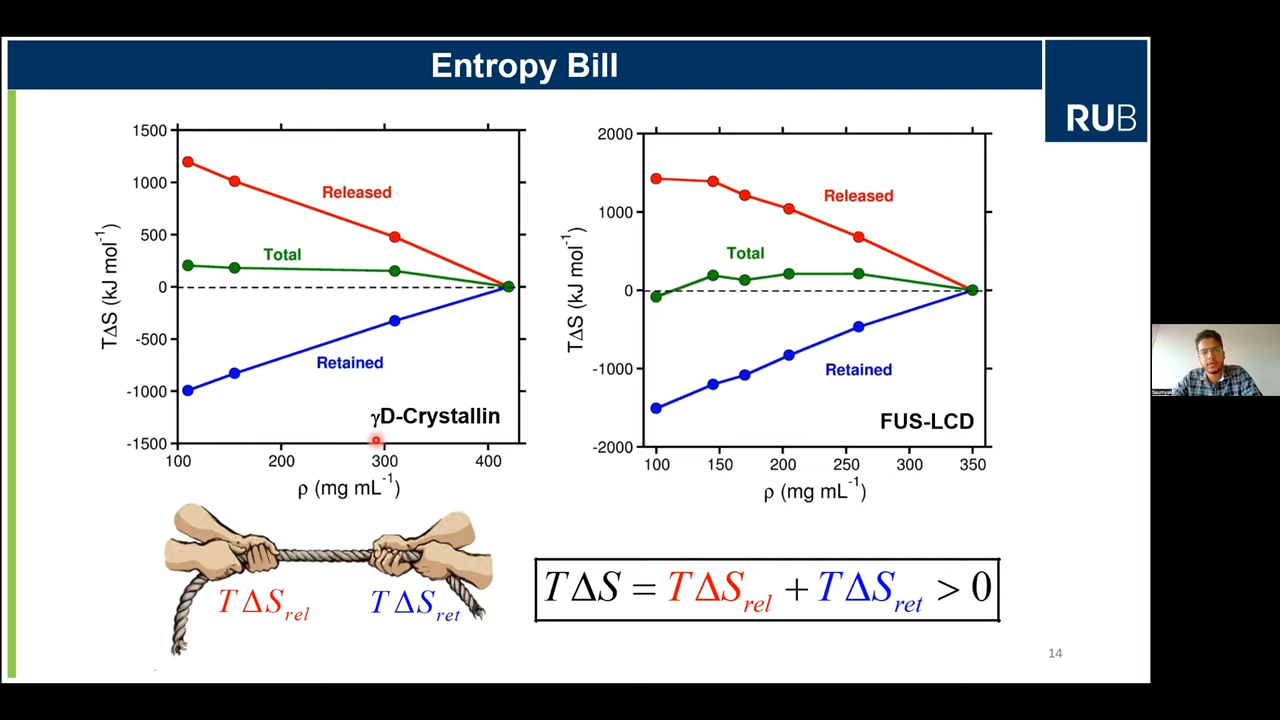 Entropy Bill
RUB
1500
1000
500
0
-500
-1000
-1500
TΔS (kJ mol⁻¹)
Released
Total
Retained
γD-Crystallin
100 200 300 400
ρ (mg mL⁻¹)
2000
1000
0
-1000
-2000
TΔS (kJ mol⁻¹)
Released
Total
Retained
FUS-LCD
100 150 200 250 300 350
ρ (mg mL⁻¹)
TΔS_rel TΔS_ret
TΔS = TΔS_rel + TΔS_ret > 0
14